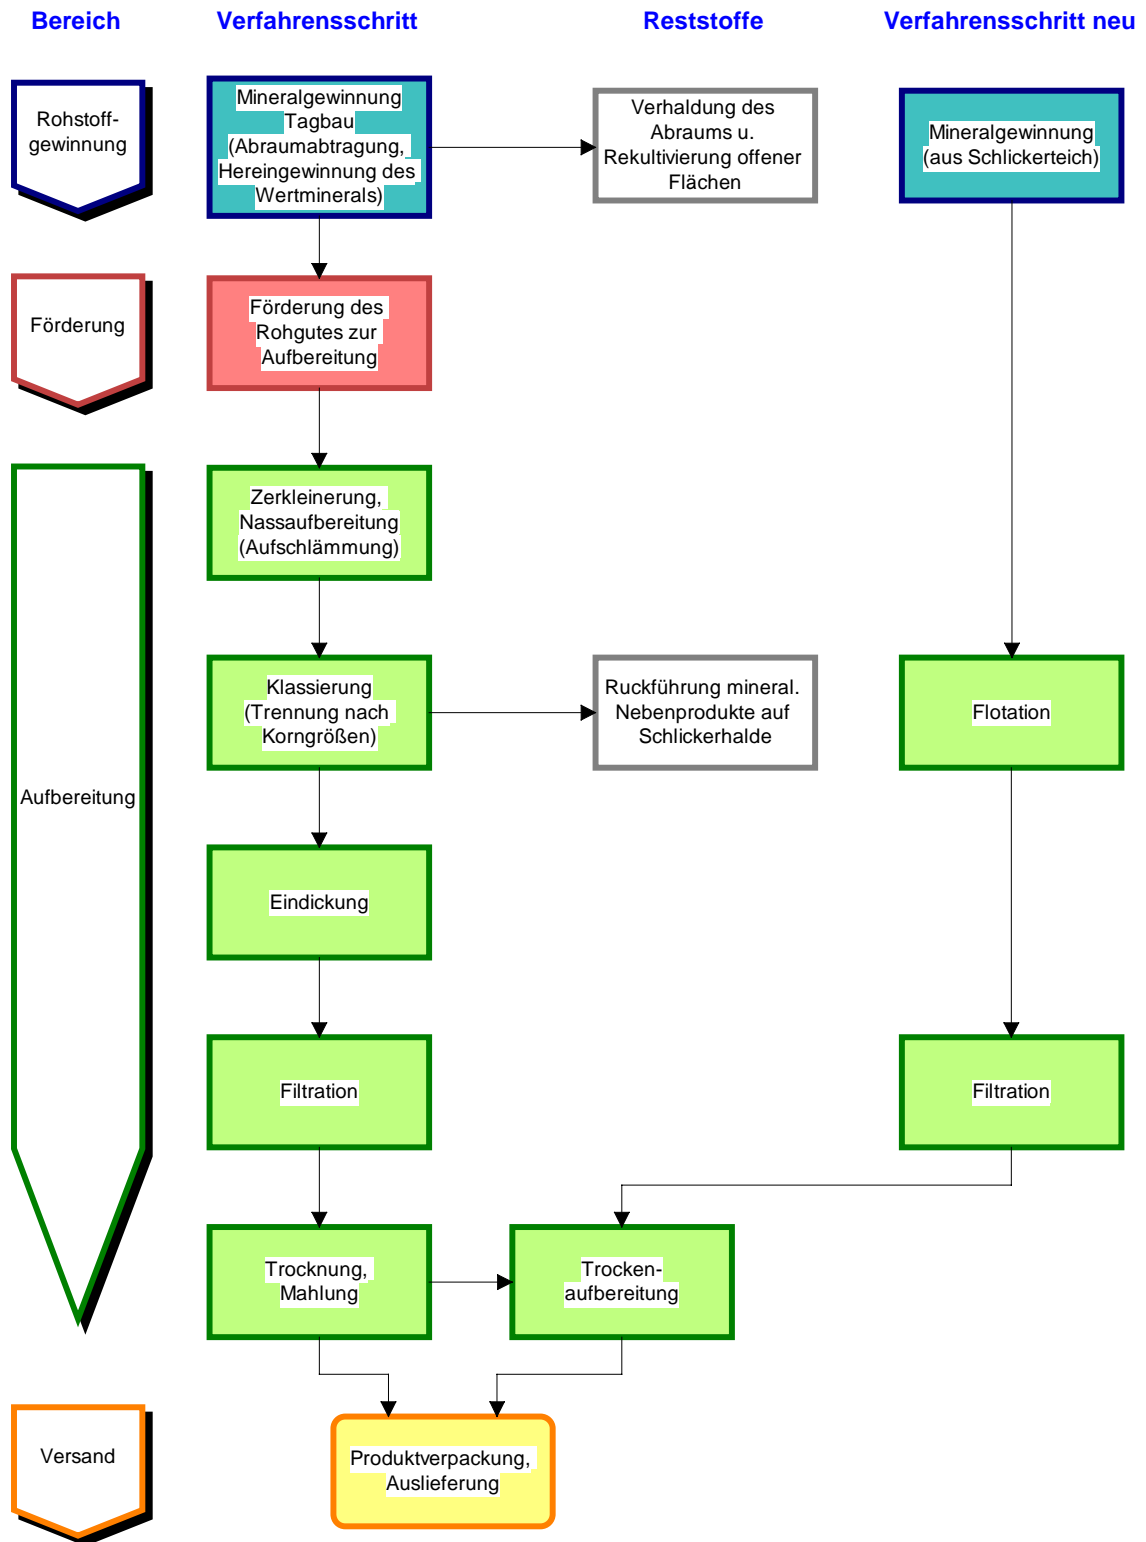 Bereich
Verfahrensschritt
Reststoffe
Verfahrensschritt neu
Rohstoff-
gewinnung
Mineralgewinnung
Tagbau
(Abraumabtragung,
Hereingewinnung des
Wertminerals)
Verhaldung des
Abraums u.
Rekultivierung offener
Flächen
Mineralgewinnung
(aus Schlickerteich)
Förderung
Förderung des
Rohgutes zur
Aufbereitung
Aufbereitung
Zerkleinerung,
Nassaufbereitung
(Aufschlämmung)
Klassierung
(Trennung nach
Korngrößen)
Ruckführung mineral.
Nebenprodukte auf
Schlickerhalde
Flotation
Eindickung
Filtration
Filtration
Trocknung,
Mahlung
Trocken-
aufbereitung
Versand
Produktverpackung,
Auslieferung